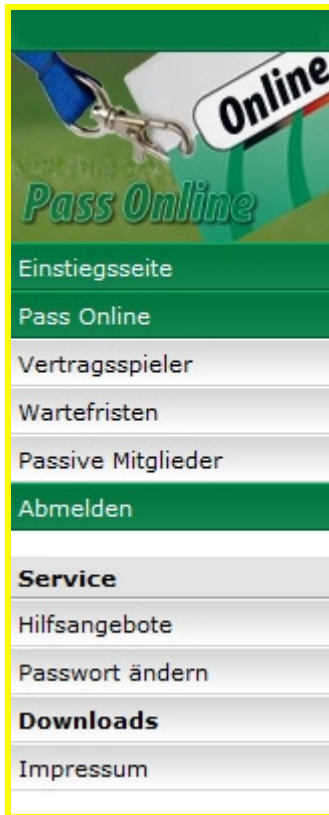 Online
Pass Online
Einstiegsseite
Pass Online
Vertragsspieler
Wartefristen
Passive Mitglieder
Abmelden
Service
Hilfsangebote
Passwort ändern
Downloads
Impressum